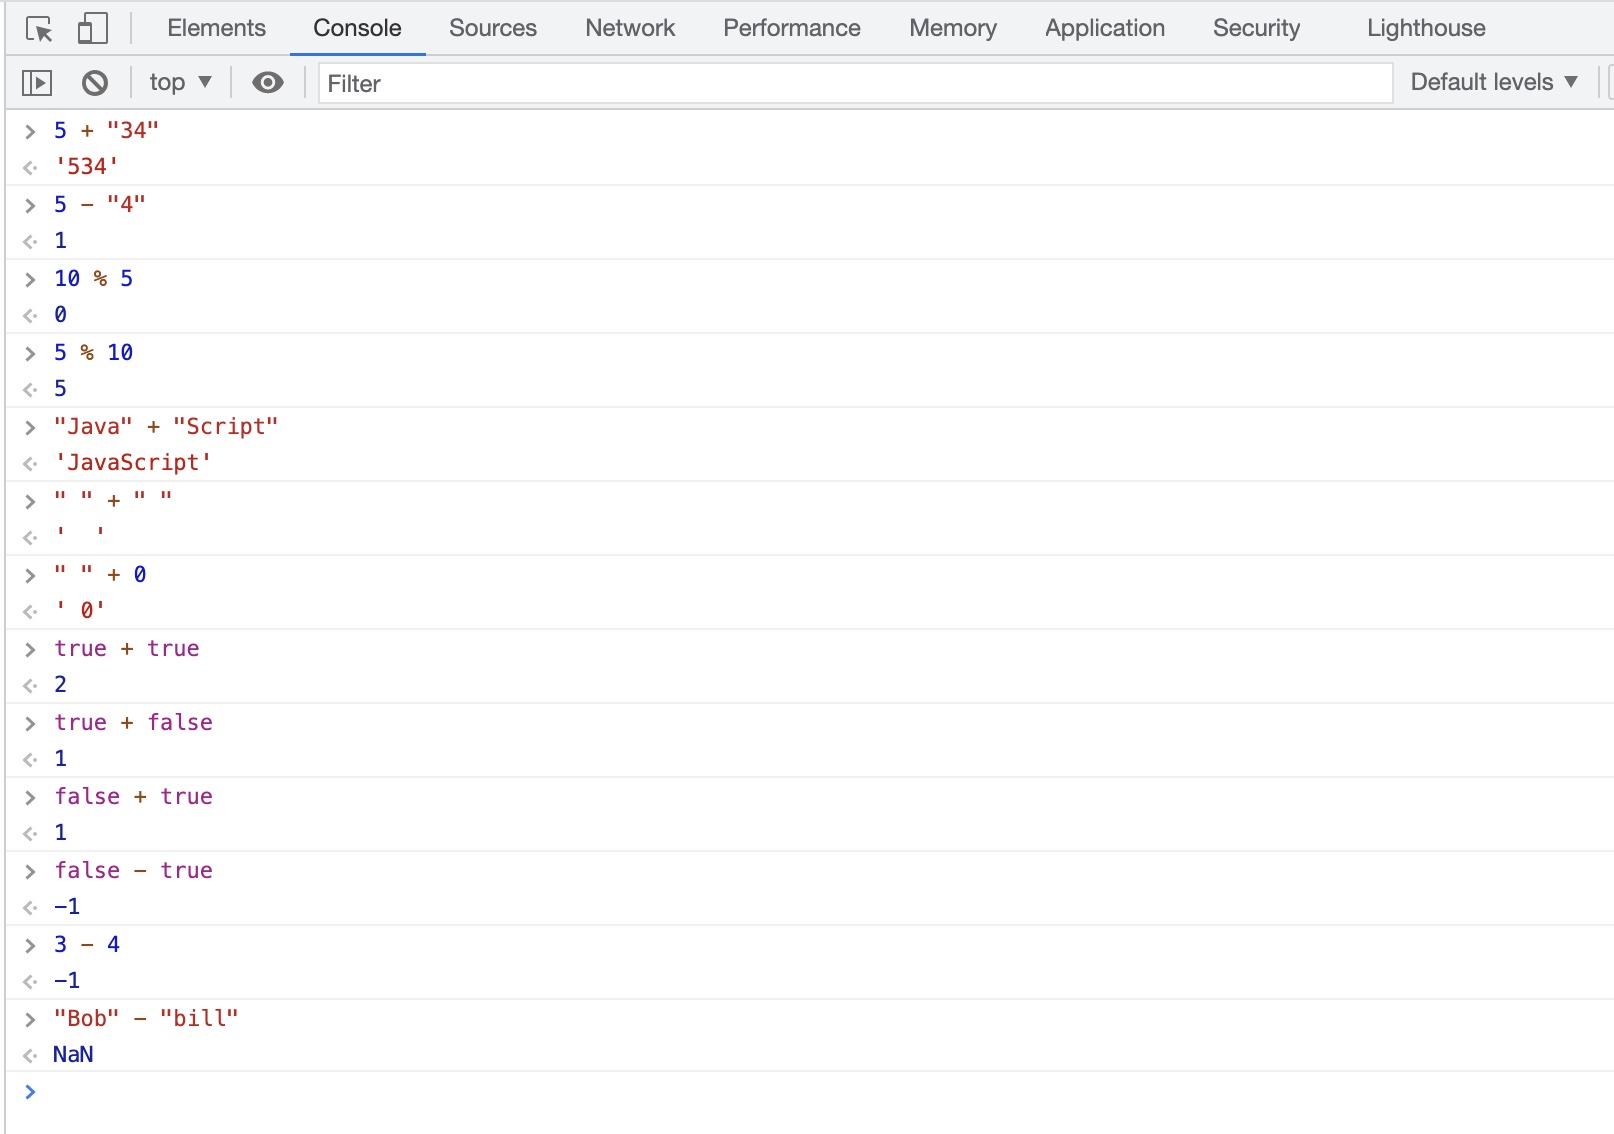 Elements Console Sources Network Performance Memory Application Security Lighthouse
top Filter Default levels
> 5 + "34"
'534'
> 5 - "4"
1
> 10 % 5
0
> 5 % 10
5
> "Java" + "Script"
'JavaScript'
> " " + " "
'  '
> " " + 0
' 0'
> true + true
2
> true + false
1
> false + true
1
> false - true
-1
> 3 - 4
-1
> "Bob" - "bill"
NaN
>